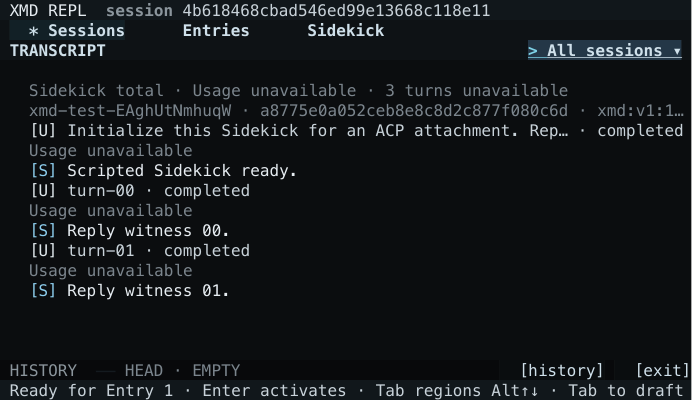 XMD REPL session 4b618468cbad546ed99e13668c118e11
* Sessions Entries Sidekick
TRANSCRIPT > All sessions ▾
Sidekick total · Usage unavailable · 3 turns unavailable
xmd-test-EAghUtNmhuqW · a8775e0a052ceb8e8c8d2c877f080c6d · xmd:v1:1…
[U] Initialize this Sidekick for an ACP attachment. Rep… · completed
Usage unavailable
[S] Scripted Sidekick ready.
[U] turn-00 · completed
Usage unavailable
[S] Reply witness 00.
[U] turn-01 · completed
Usage unavailable
[S] Reply witness 01.
HISTORY —— HEAD · EMPTY [history] [exit]
Ready for Entry 1 · Enter activates · Tab regions Alt↑↓ · Tab to draft